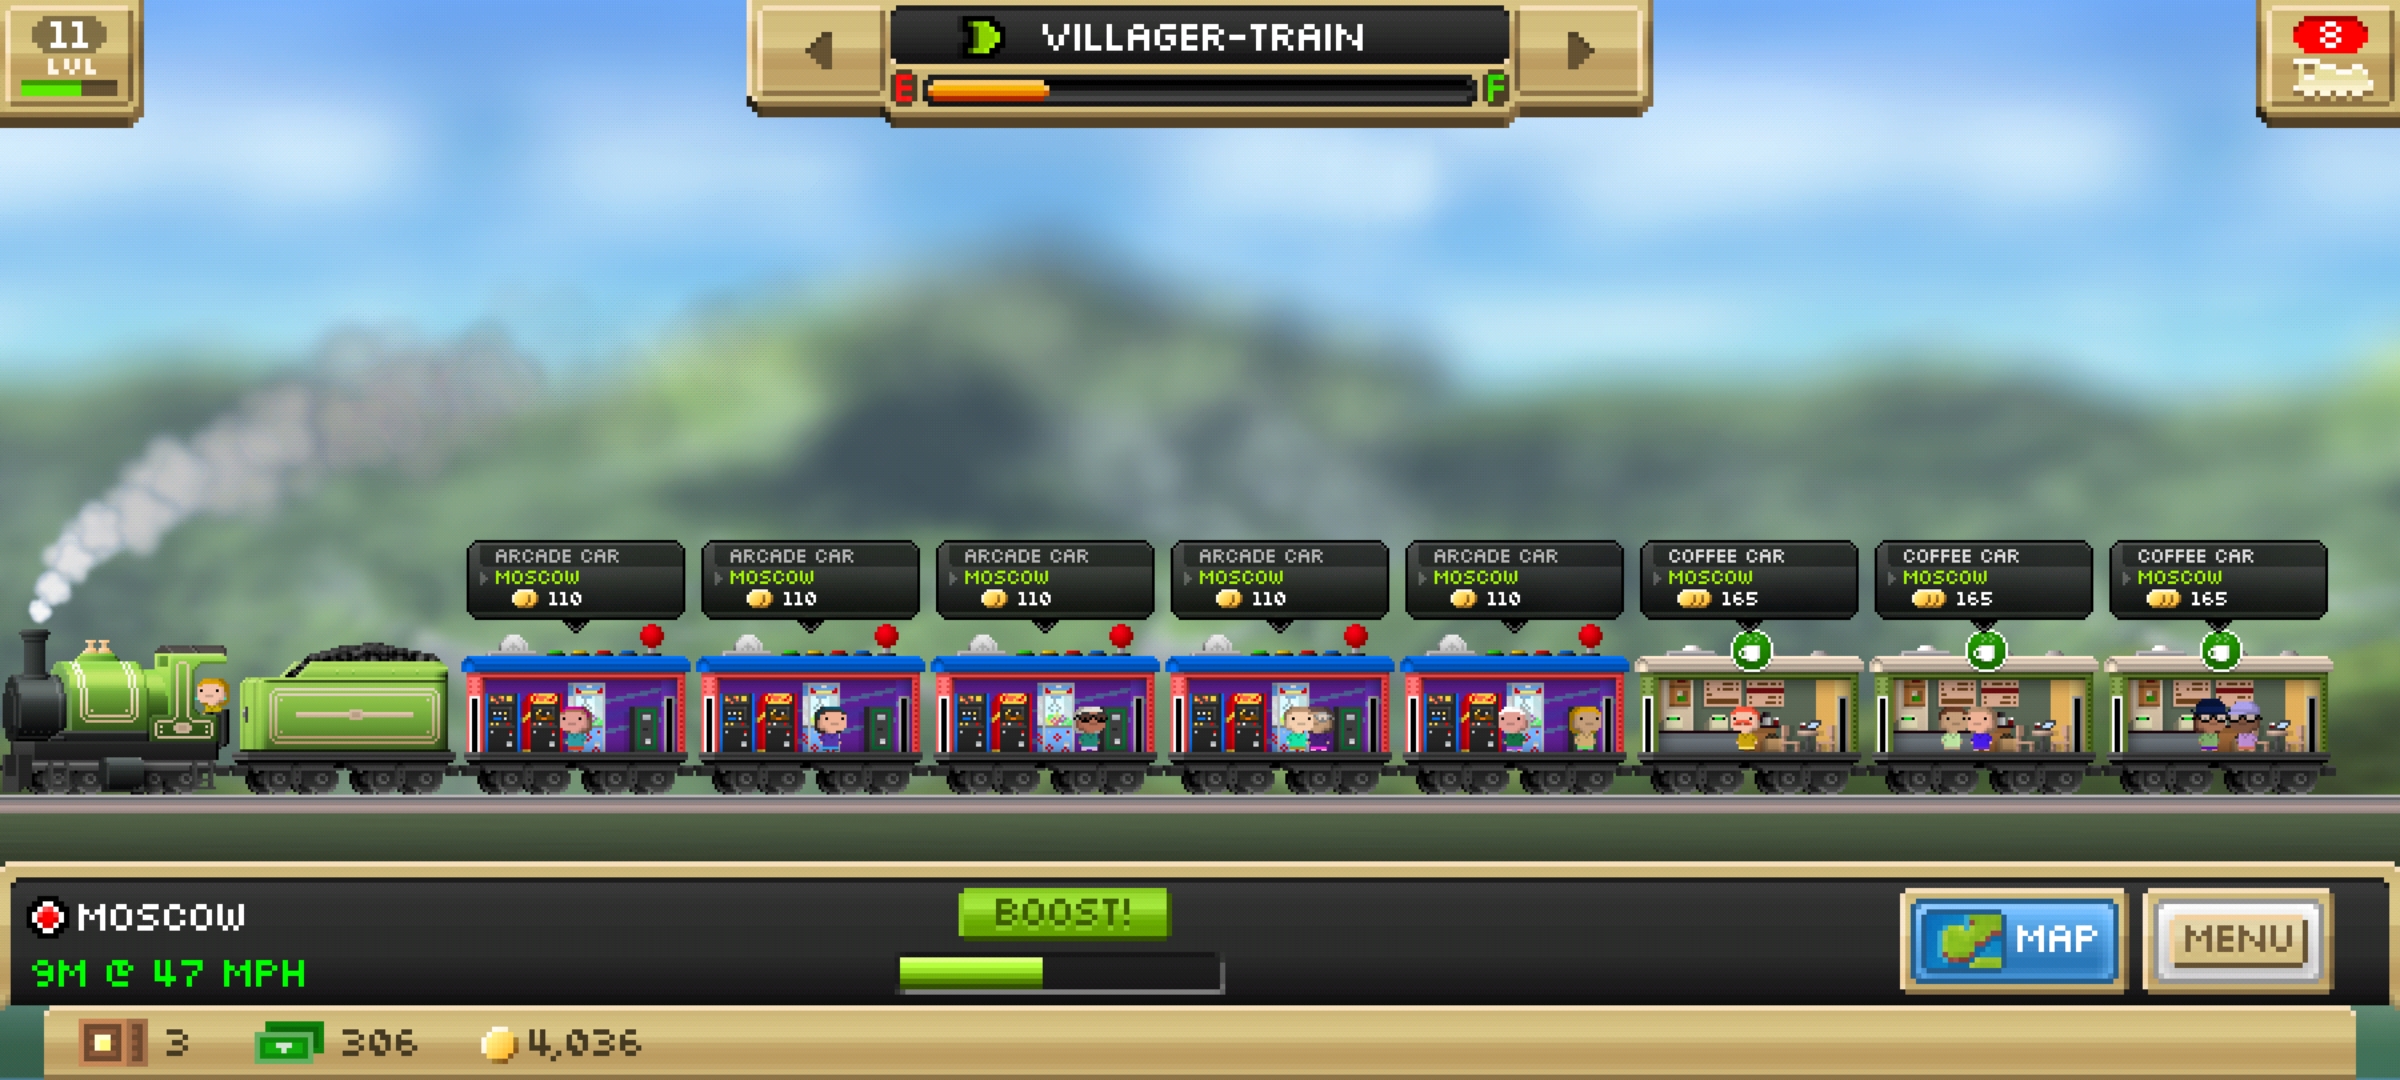 11
LVL
VILLAGER-TRAIN
E F
8
ARCADE CAR
MOSCOW
110
ARCADE CAR
MOSCOW
110
ARCADE CAR
MOSCOW
110
ARCADE CAR
MOSCOW
110
ARCADE CAR
MOSCOW
110
COFFEE CAR
MOSCOW
165
COFFEE CAR
MOSCOW
165
COFFEE CAR
MOSCOW
165
MOSCOW
9M @ 47 MPH
BOOST!
MAP
MENU
3
306
4,036